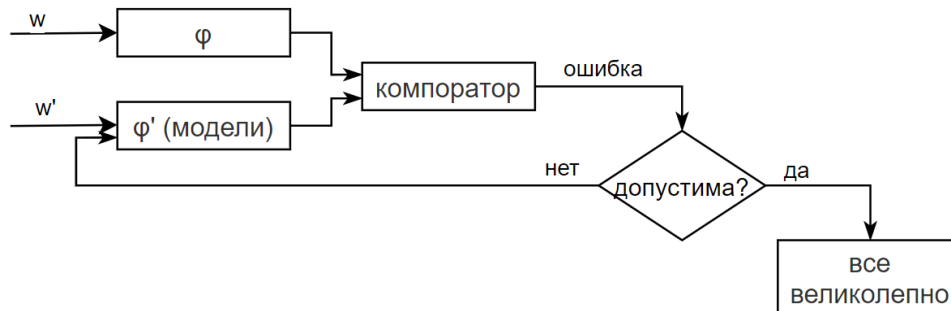 w
φ
ошибка
компоратор
w'
φ' (модели)
нет
допустима?
да
все
великолепно